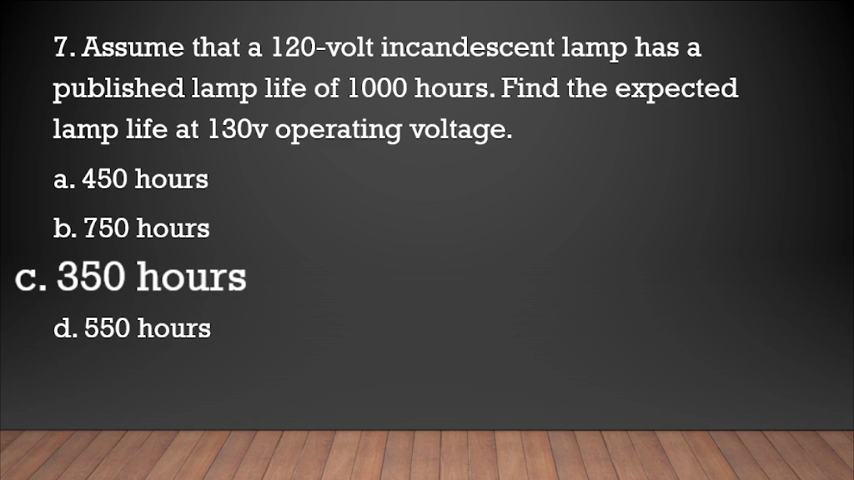 7. Assume that a 120-volt incandescent lamp has a
published lamp life of 1000 hours. Find the expected
lamp life at 130v operating voltage.
a. 450 hours
b. 750 hours
c. 350 hours
d. 550 hours